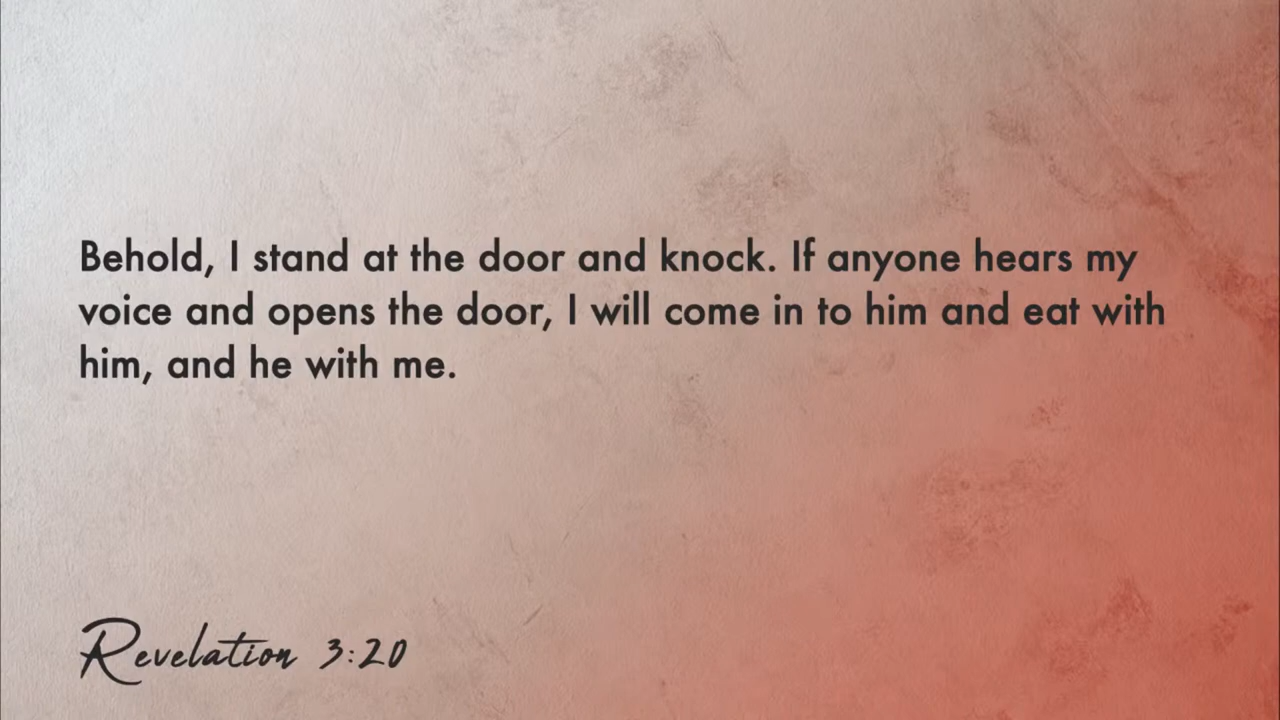 Behold, I stand at the door and knock. If anyone hears my
voice and opens the door, I will come in to him and eat with
him, and he with me.
Revelation 3:20